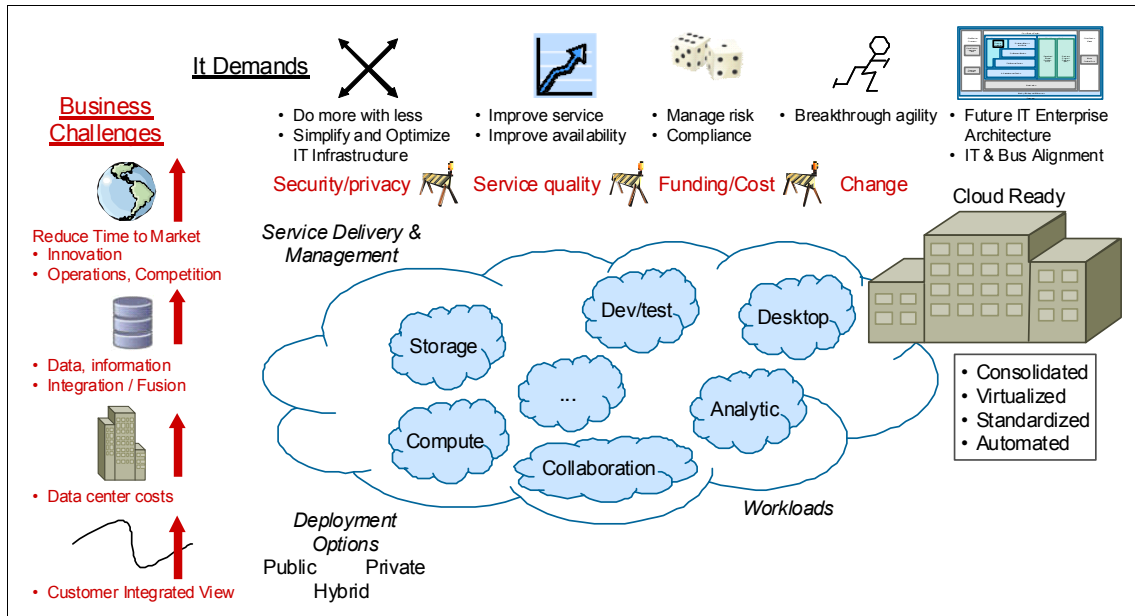 It Demands
• Do more with less
• Simplify and Optimize
IT Infrastructure
• Improve service
• Improve availability
• Manage risk
• Compliance
• Breakthrough agility
• Future IT Enterprise
Architecture
• IT & Bus Alignment
Business
Challenges
Security/privacy
Service quality
Funding/Cost
Change
Reduce Time to Market
• Innovation
• Operations, Competition
• Data, information
• Integration / Fusion
• Data center costs
• Customer Integrated View
Service Delivery &
Management
Cloud Ready
Storage
Dev/test
Desktop
...
Compute
Analytic
Collaboration
• Consolidated
• Virtualized
• Standardized
• Automated
Deployment
Options
Public Private
Hybrid
Workloads